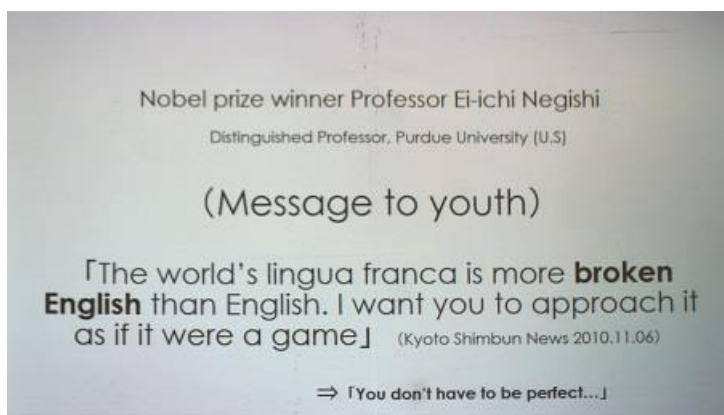 Nobel prize winner Professor Ei-ichi Negishi
Distinguished Professor, Purdue University (U.S)
(Message to youth)
「The world's lingua franca is more broken
English than English. I want you to approach it
as if it were a game」 (Kyoto Shimbun News 2010.11.06)
⇒ 「You don't have to be perfect...」